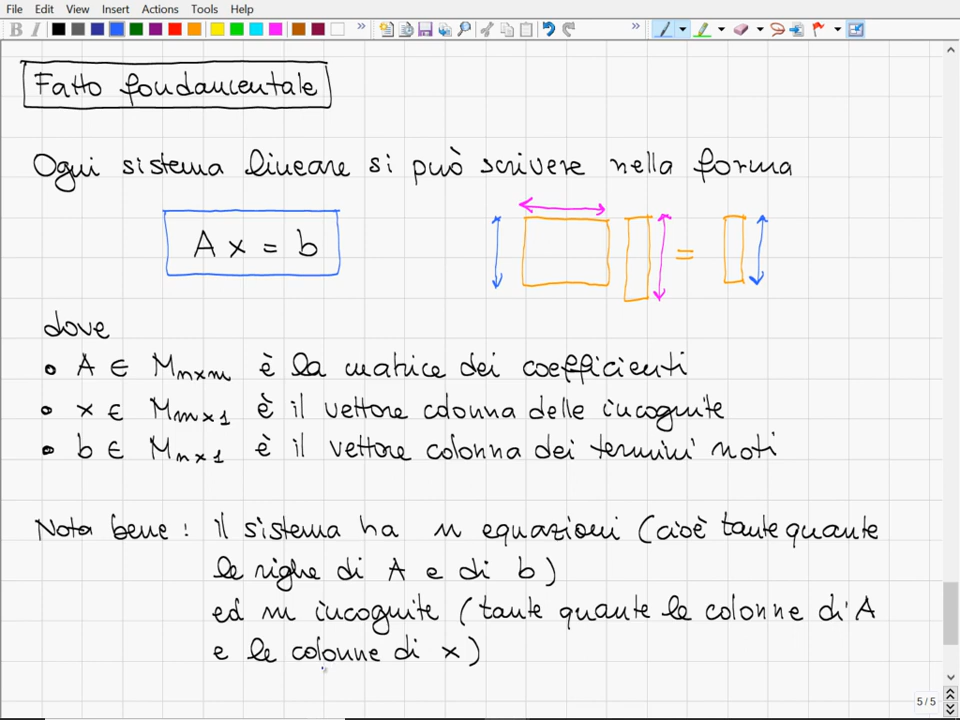 File Edit View Insert Actions Tools Help
Fatto fondamentale
Ogni sistema lineare si può scrivere nella forma
A x = b
=
dove
• A ∈ Mn×m è la matrice dei coefficienti
• x ∈ Mm×1 è il vettore colonna delle incognite
• b ∈ Mn×1 è il vettore colonna dei termini noti
Nota bene : il sistema ha n equazioni (cioè tante quante
le righe di A e di b)
ed m incognite (tante quante le colonne di A
e le colonne di x)
5/5